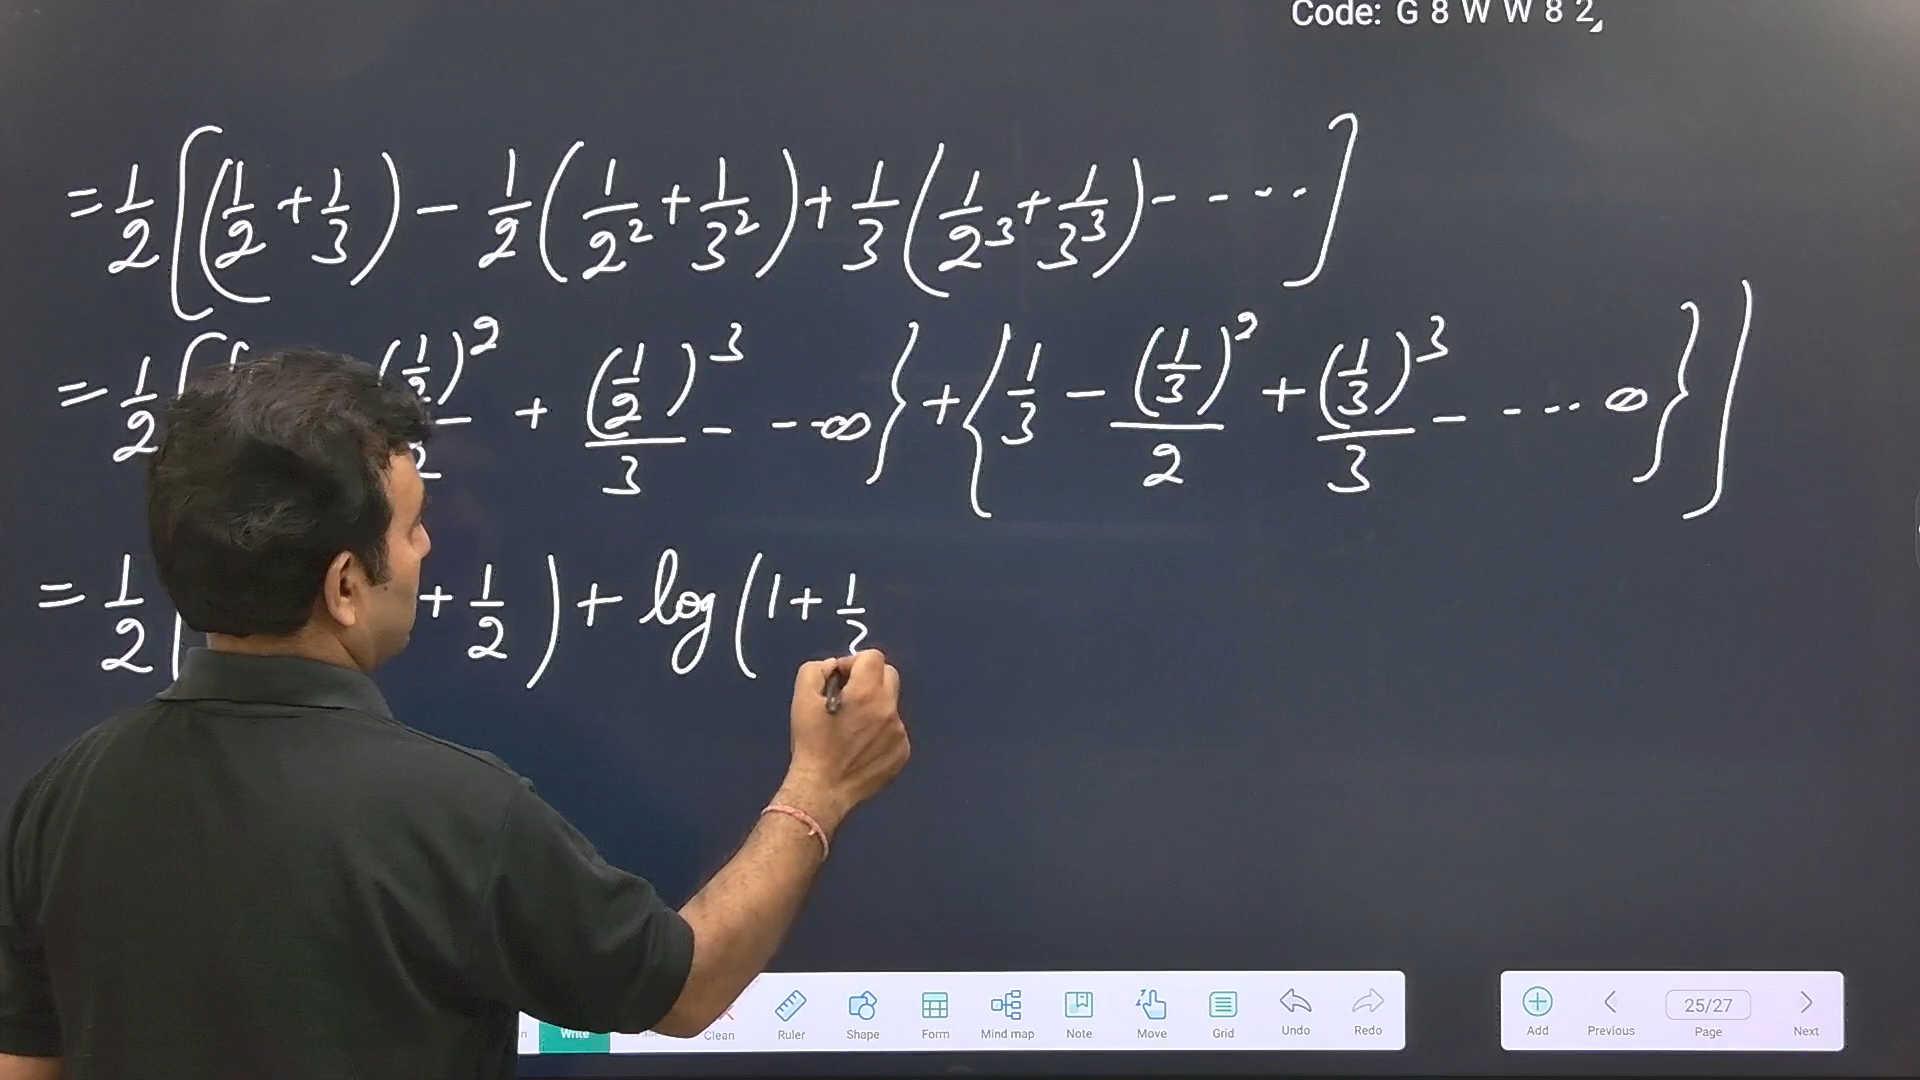 Code: G 8 W W 8 2
= 1/2 [(1/2 + 1/3) - 1/2 (1/2² + 1/3²) + 1/3 (1/2³ + 1/3³) - - - - -]
= 1/2 [ (1/2)²/2 + (1/2)³/3 - - - ∞} + {1/3 - (1/3)²/2 + (1/3)³/3 - - - - - ∞}]
= 1/2 [ + 1/2) + log(1 + 1/
Write Clean Ruler Shape Form Mind map Note Move Grid Undo Redo
Add Previous 25/27 Page Next